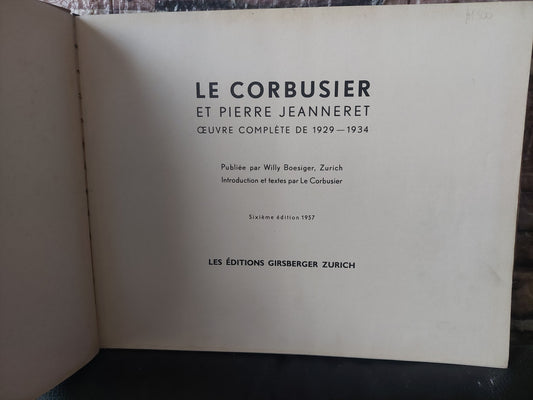 LE CORBUSIER
ET PIERRE JEANNERET
ŒUVRE COMPLÈTE DE 1929—1934
Publiée par Willy Boesiger, Zurich
Introduction et textes par Le Corbusier
Sixième édition 1957
LES ÉDITIONS GIRSBERGER ZURICH